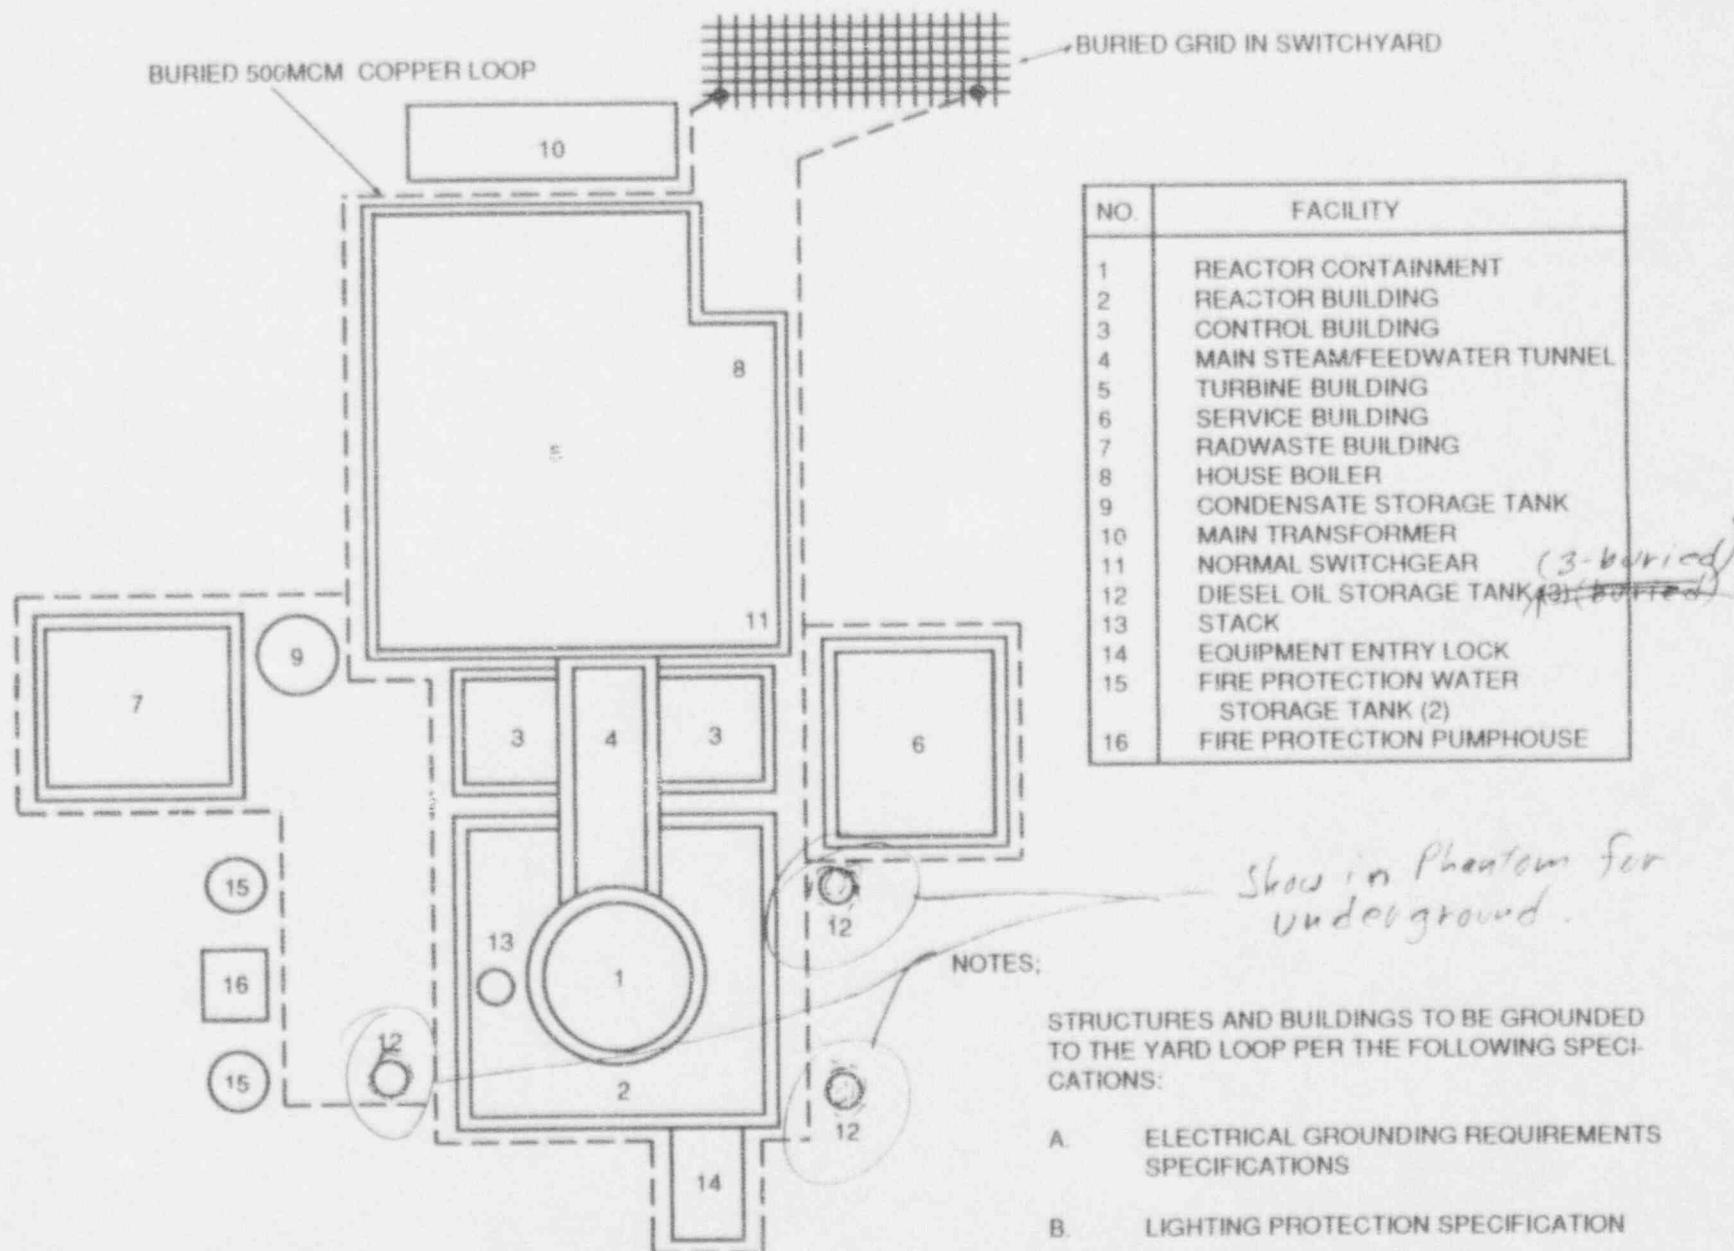 BURIED 500MCM COPPER LOOP
BURIED GRID IN SWITCHYARD
10
8
5
11
9
7
3
4
3
6
15
12
13
1
16
12
15
2
12
14
NO. FACILITY
1 REACTOR CONTAINMENT
2 REACTOR BUILDING
3 CONTROL BUILDING
4 MAIN STEAM/FEEDWATER TUNNEL
5 TURBINE BUILDING
6 SERVICE BUILDING
7 RADWASTE BUILDING
8 HOUSE BOILER
9 CONDENSATE STORAGE TANK
10 MAIN TRANSFORMER
11 NORMAL SWITCHGEAR (3-buried)
12 DIESEL OIL STORAGE TANK (3) (buried)
13 STACK
14 EQUIPMENT ENTRY LOCK
15 FIRE PROTECTION WATER
STORAGE TANK (2)
16 FIRE PROTECTION PUMPHOUSE
Show in Phantom for
underground.
NOTES;
STRUCTURES AND BUILDINGS TO BE GROUNDED
TO THE YARD LOOP PER THE FOLLOWING SPECI-
CATIONS:
A. ELECTRICAL GROUNDING REQUIREMENTS
SPECIFICATIONS
B. LIGHTING PROTECTION SPECIFICATION